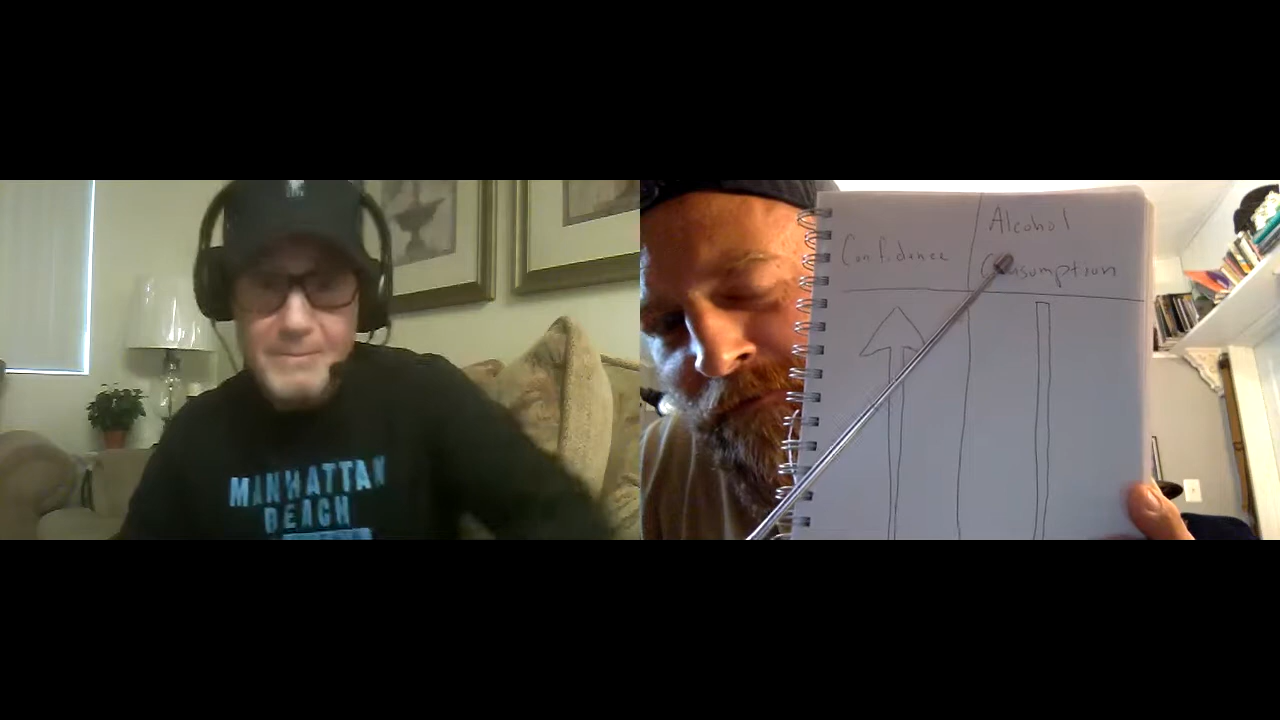 MANHATTAN
BEACH
Confidence
Alcohol
Consumption